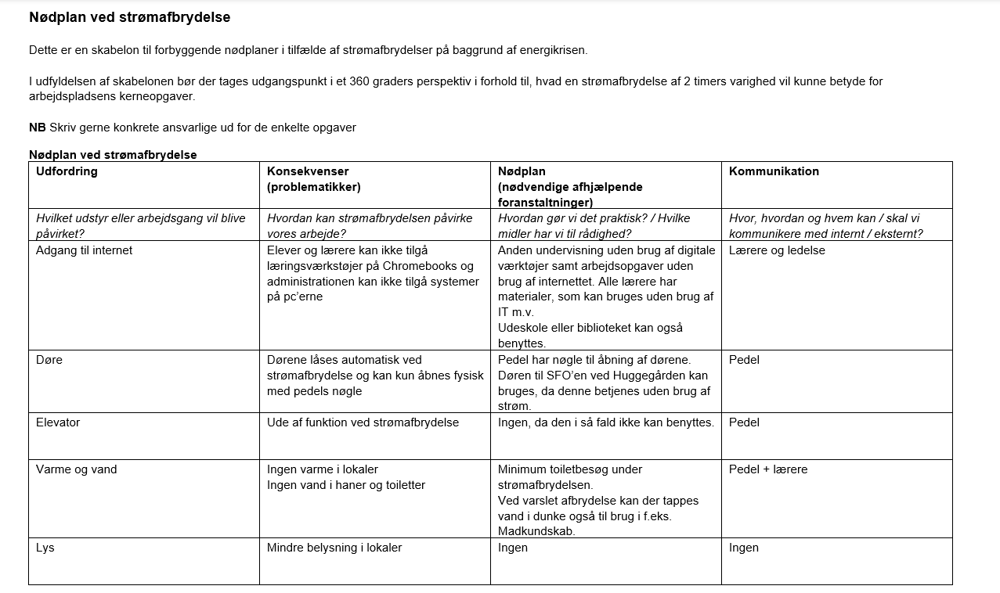 Nødplan ved strømafbrydelse
Dette er en skabelon til forbyggende nødplaner i tilfælde af strømafbrydelser på baggrund af energikrisen.
I udfyldelsen af skabelonen bør der tages udgangspunkt i et 360 graders perspektiv i forhold til, hvad en strømafbrydelse af 2 timers varighed vil kunne betyde for
arbejdspladsens kerneopgaver.
NB Skriv gerne konkrete ansvarlige ud for de enkelte opgaver
Nødplan ved strømafbrydelse
Udfordring
Konsekvenser
(problematikker)
Nødplan
(nødvendige afhjælpende
foranstaltninger)
Kommunikation
Hvilket udstyr eller arbejdsgang vil blive
påvirket?
Hvordan kan strømafbrydelsen påvirke
vores arbejde?
Hvordan gør vi det praktisk? / Hvilke
midler har vi til rådighed?
Hvor, hvordan og hvem kan / skal vi
kommunikere med internt / eksternt?
Adgang til internet
Elever og lærere kan ikke tilgå
læringsværkstøjer på Chromebooks og
administrationen kan ikke tilgå systemer
på pc'erne
Anden undervisning uden brug af digitale
værktøjer samt arbejdsopgaver uden
brug af internettet. Alle lærere har
materialer, som kan bruges uden brug af
IT m.v.
Udeskole eller biblioteket kan også
benyttes.
Lærere og ledelse
Døre
Dørene låses automatisk ved
strømafbrydelse og kan kun åbnes fysisk
med pedels nøgle
Pedel har nøgle til åbning af dørene.
Døren til SFO'en ved Huggegården kan
bruges, da denne betjenes uden brug af
strøm.
Pedel
Elevator
Ude af funktion ved strømafbrydelse
Ingen, da den i så fald ikke kan benyttes.
Pedel
Varme og vand
Ingen varme i lokaler
Ingen vand i haner og toiletter
Minimum toiletbesøg under
strømafbrydelsen.
Ved varslet afbrydelse kan der tappes
vand i dunke også til brug i f.eks.
Madkundskab.
Pedel + lærere
Lys
Mindre belysning i lokaler
Ingen
Ingen